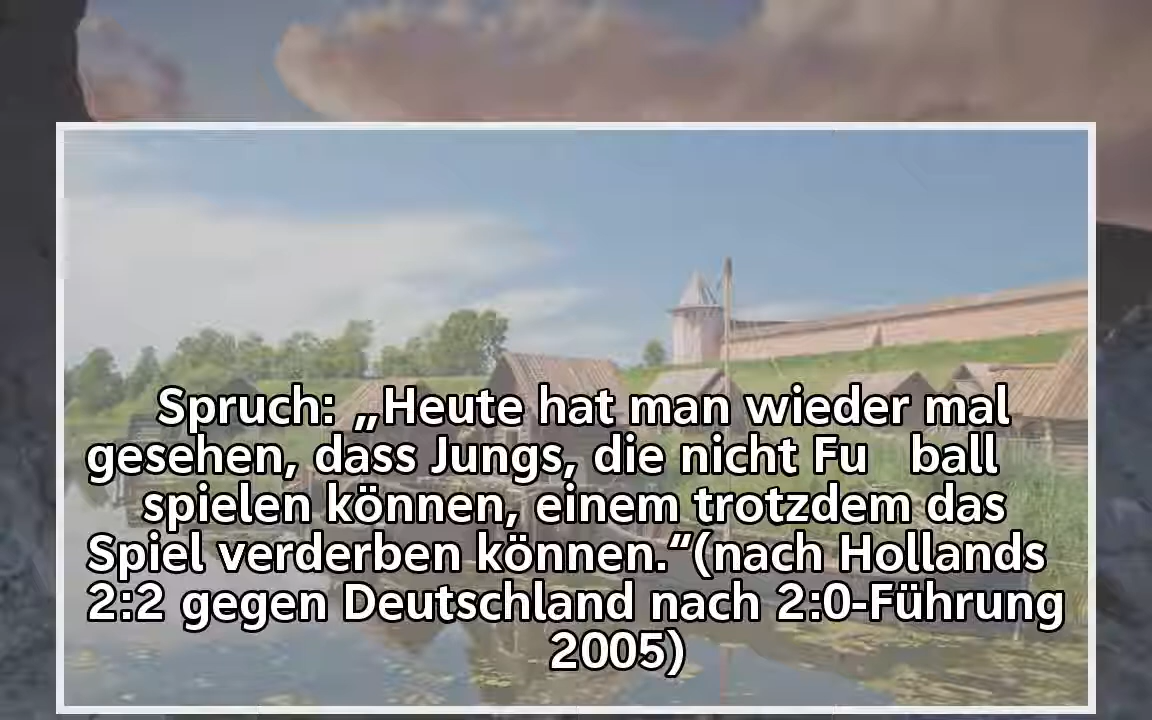 Spruch: „Heute hat man wieder mal
gesehen, dass Jungs, die nicht Fu ball
spielen können, einem trotzdem das
Spiel verderben können.“(nach Hollands
2:2 gegen Deutschland nach 2:0-Führung
2005)